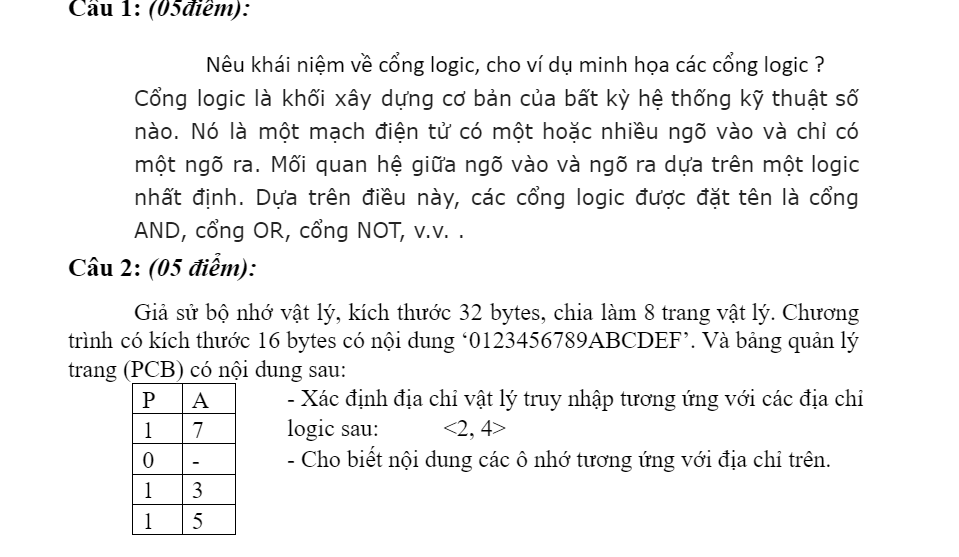 Câu 1: (05điểm):
Nêu khái niệm về cổng logic, cho ví dụ minh họa các cổng logic ?
Cổng logic là khối xây dựng cơ bản của bất kỳ hệ thống kỹ thuật số
nào. Nó là một mạch điện tử có một hoặc nhiều ngõ vào và chỉ có
một ngõ ra. Mối quan hệ giữa ngõ vào và ngõ ra dựa trên một logic
nhất định. Dựa trên điều này, các cổng logic được đặt tên là cổng
AND, cổng OR, cổng NOT, v.v. .
Câu 2: (05 điểm):
Giả sử bộ nhớ vật lý, kích thước 32 bytes, chia làm 8 trang vật lý. Chương
trình có kích thước 16 bytes có nội dung ‘0123456789ABCDEF’. Và bảng quản lý
trang (PCB) có nội dung sau:
P A
1 7
0 -
1 3
1 5
- Xác định địa chỉ vật lý truy nhập tương ứng với các địa chỉ
logic sau: <2, 4>
- Cho biết nội dung các ô nhớ tương ứng với địa chỉ trên.